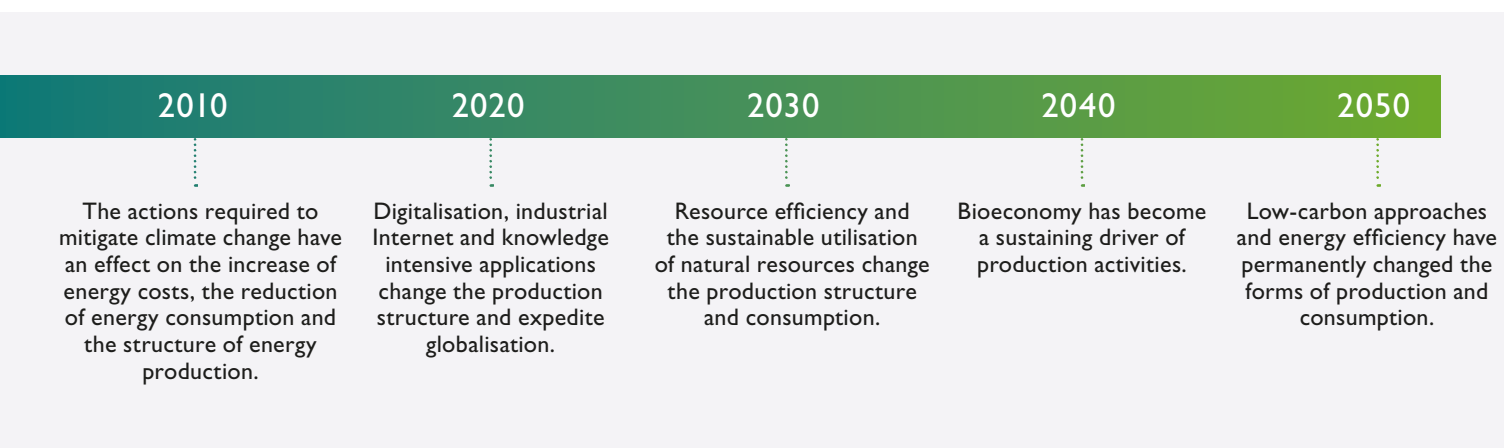 2010
2020
2030
2040
2050
The actions required to
mitigate climate change have
an effect on the increase of
energy costs, the reduction
of energy consumption and
the structure of energy
production.
Digitalisation, industrial
Internet and knowledge
intensive applications
change the production
structure and expedite
globalisation.
Resource efficiency and
the sustainable utilisation
of natural resources change
the production structure
and consumption.
Bioeconomy has become
a sustaining driver of
production activities.
Low-carbon approaches
and energy efficiency have
permanently changed the
forms of production and
consumption.